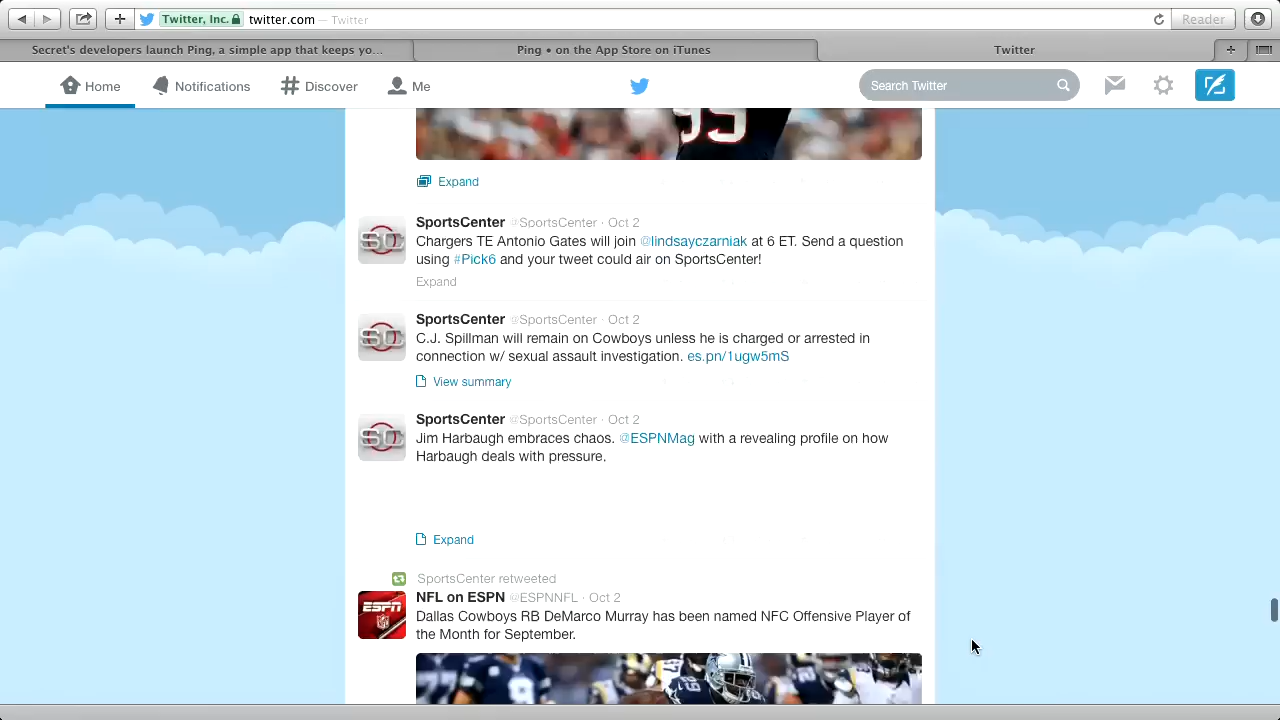 Twitter, Inc. twitter.com — Twitter Reader
Secret's developers launch Ping, a simple app that keeps yo... Ping • on the App Store on iTunes Twitter
Home Notifications Discover Me Search Twitter
99
Expand
SportsCenter @SportsCenter · Oct 2
Chargers TE Antonio Gates will join @lindsayczarniak at 6 ET. Send a question
using #Pick6 and your tweet could air on SportsCenter!
Expand
SportsCenter @SportsCenter · Oct 2
C.J. Spillman will remain on Cowboys unless he is charged or arrested in
connection w/ sexual assault investigation. es.pn/1ugw5mS
View summary
SportsCenter @SportsCenter · Oct 2
Jim Harbaugh embraces chaos. @ESPNMag with a revealing profile on how
Harbaugh deals with pressure.
Expand
SportsCenter retweeted
NFL on ESPN @ESPNNFL · Oct 2
Dallas Cowboys RB DeMarco Murray has been named NFC Offensive Player of
the Month for September.